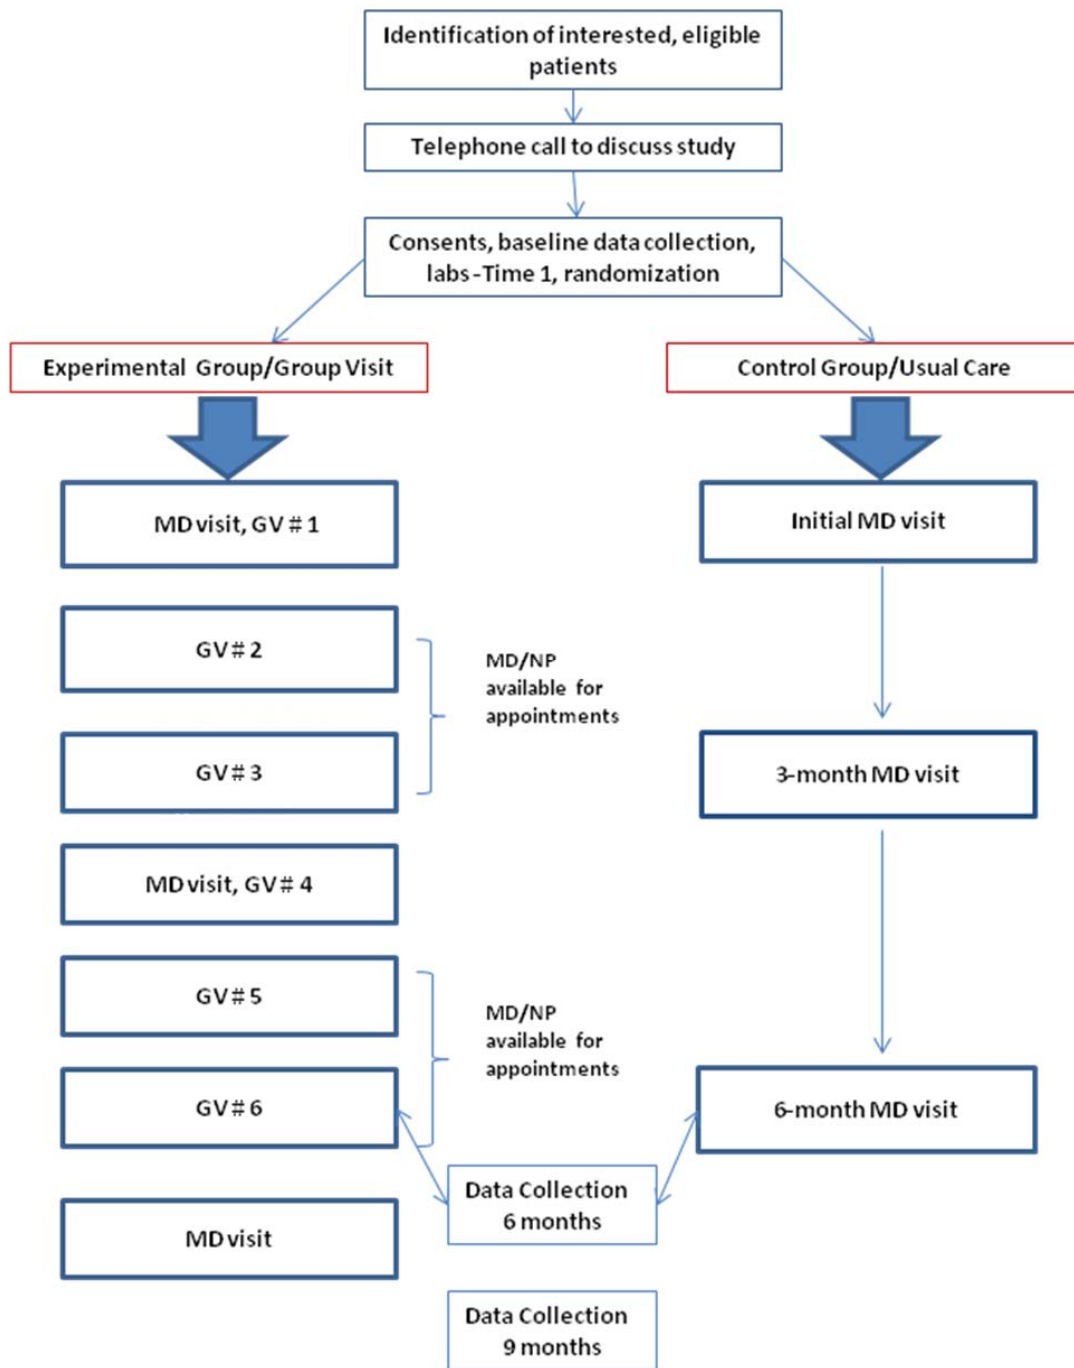 Identification of interested, eligible
patients
Telephone call to discuss study
Consents, baseline data collection,
labs -Time 1, randomization
Experimental Group/Group Visit
Control Group/Usual Care
MD visit, GV # 1
Initial MD visit
GV # 2
MD/NP
available for
appointments
GV # 3
3-month MD visit
MD visit, GV # 4
GV # 5
MD/NP
available for
appointments
GV # 6
6-month MD visit
Data Collection
6 months
MD visit
Data Collection
9 months